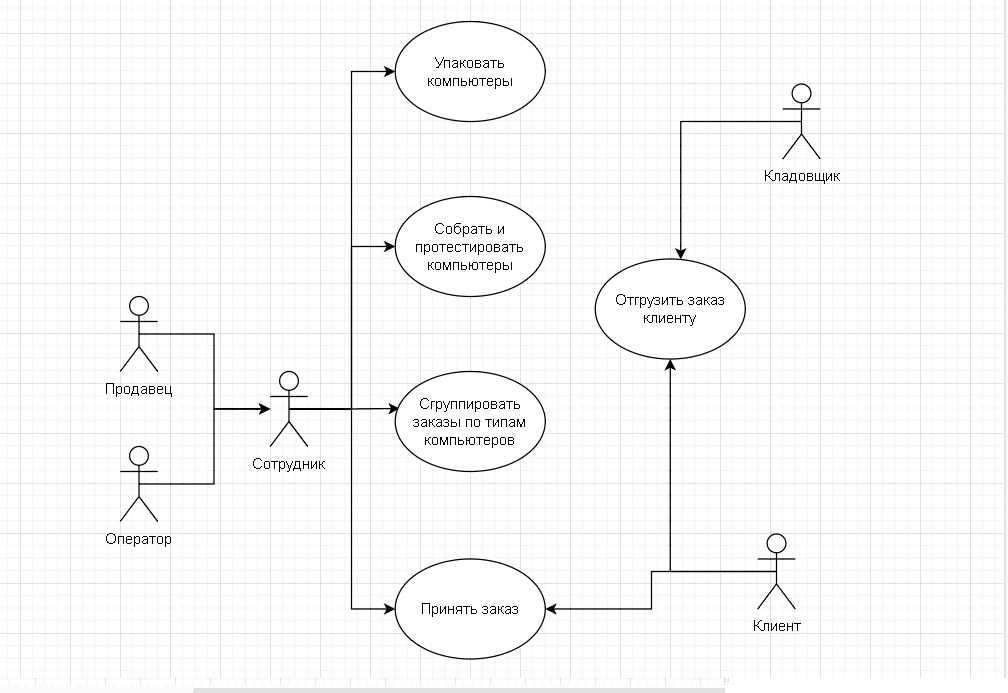 Упаковать
компьютеры
Кладовщик
Собрать и
протестировать
компьютеры
Отгрузить заказ
клиенту
Продавец
Сгруппировать
заказы по типам
компьютеров
Сотрудник
Оператор
Принять заказ
Клиент